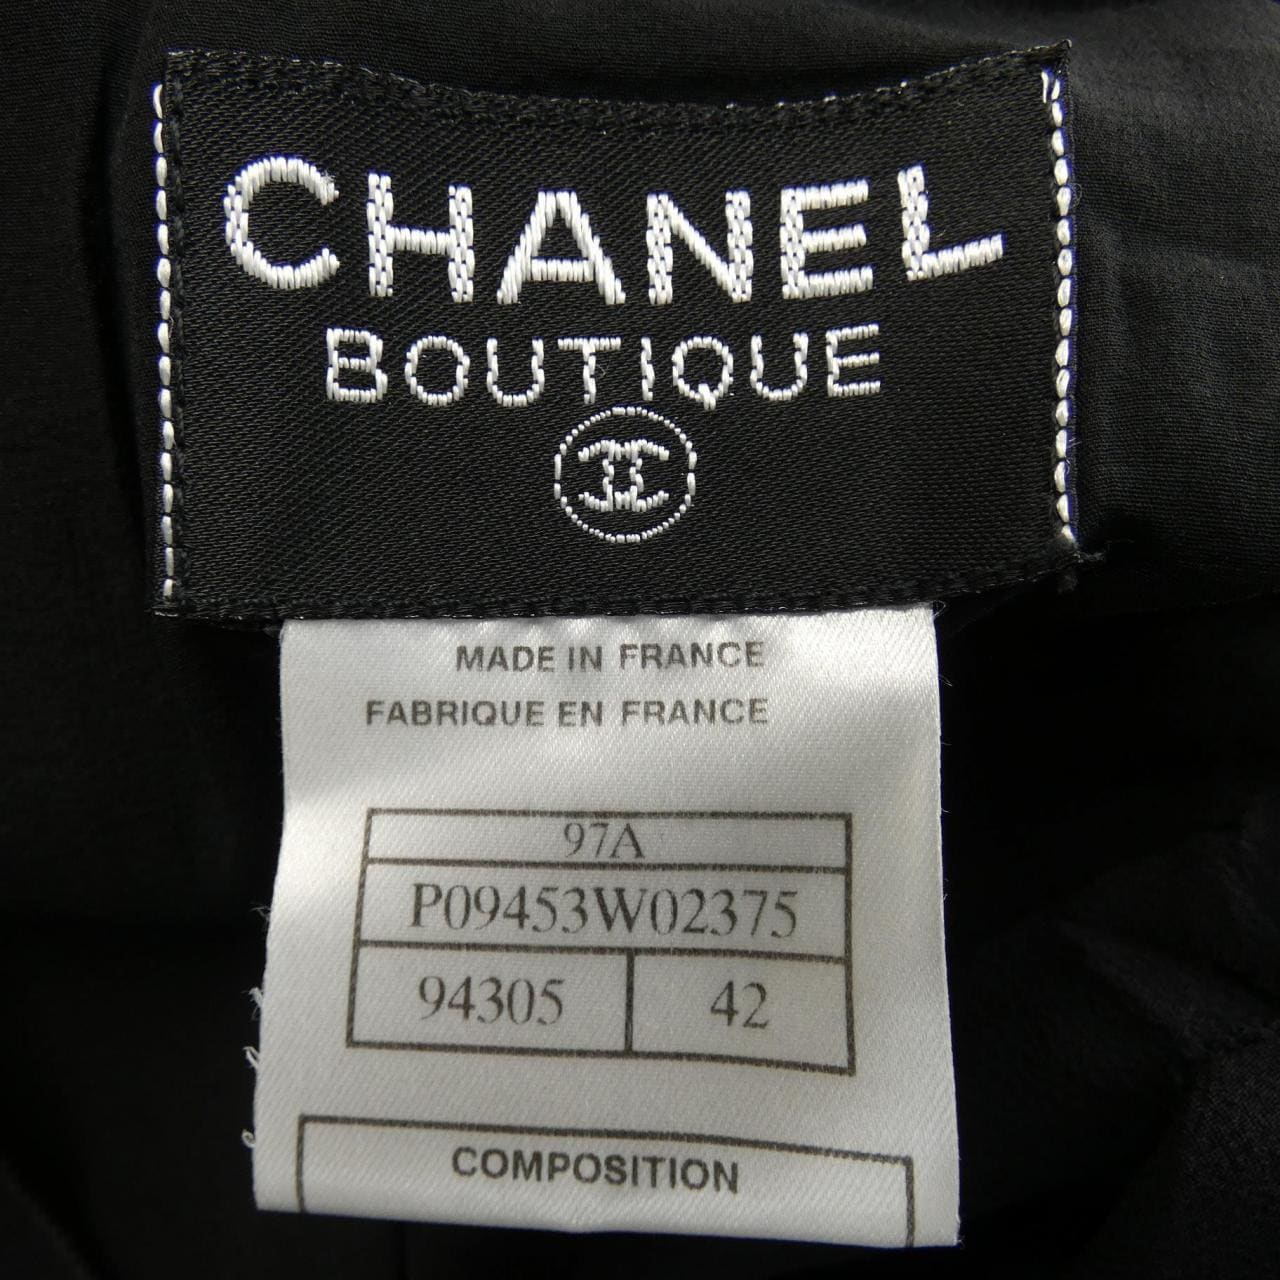 CHANEL
BOUTIQUE
MADE IN FRANCE
FABRIQUE EN FRANCE
97A
P09453W02375
94305 42
COMPOSITION